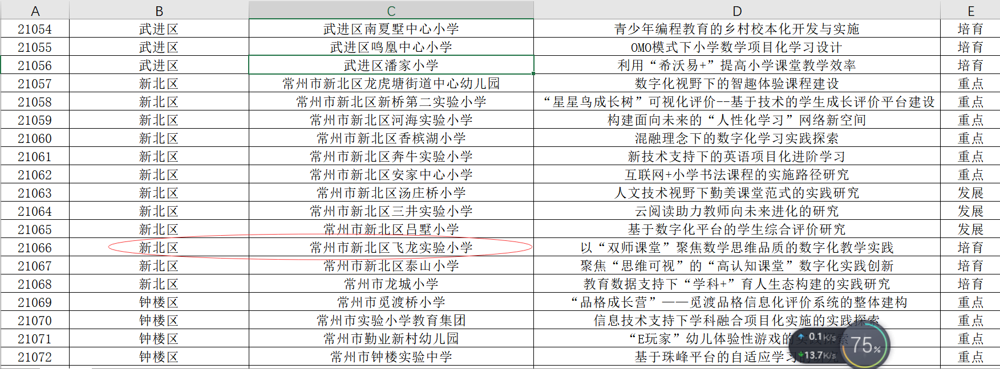 A B C D E
21054 武进区 武进区南夏墅中心小学 青少年编程教育的乡村校本化开发与实施 培育
21055 武进区 武进区鸣凰中心小学 OMO模式下小学数学项目化学习设计 培育
21056 武进区 武进区潘家小学 利用“希沃易+”提高小学课堂教学效率 培育
21057 新北区 常州市新北区龙虎塘街道中心幼儿园 数字化视野下的智趣体验课程建设 重点
21058 新北区 常州市新北区新桥第二实验小学 “星星鸟成长树”可视化评价--基于技术的学生成长评价平台建设 重点
21059 新北区 常州市新北区河海实验小学 构建面向未来的“人性化学习”网络新空间 重点
21060 新北区 常州市新北区香槟湖小学 混融理念下的数字化学习实践探索 重点
21061 新北区 常州市新北区奔牛实验小学 新技术支持下的英语项目化进阶学习 重点
21062 新北区 常州市新北区安家中心小学 互联网+小学书法课程的实施路径研究 重点
21063 新北区 常州市新北区汤庄桥小学 人文技术视野下勤美课堂范式的实践研究 发展
21064 新北区 常州市新北区三井实验小学 云阅读助力教师向未来进化的研究 发展
21065 新北区 常州市新北区吕墅小学 基于数字化平台的学生综合评价研究 发展
21066 新北区 常州市新北区飞龙实验小学 以“双师课堂”聚焦数学思维品质的数字化教学实践 培育
21067 新北区 常州市新北区泰山小学 聚焦“思维可视”的“高认知课堂”数字化实践创新 培育
21068 新北区 常州市龙城小学 教育数据支持下“学科+”育人生态构建的实践研究 培育
21069 钟楼区 常州市觅渡桥小学 “品格成长营”——觅渡品格信息化评价系统的整体建构 重点
21070 钟楼区 常州市实验小学教育集团 信息技术支持下学科融合项目化实施的实践探索 重点
21071 钟楼区 常州市勤业新村幼儿园 “E玩家”幼儿体验性游戏的实践探索 重点
21072 钟楼区 常州市钟楼实验中学 基于珠峰平台的自适应学习的研究 重点
0.1K/s
13.7K/s
75%